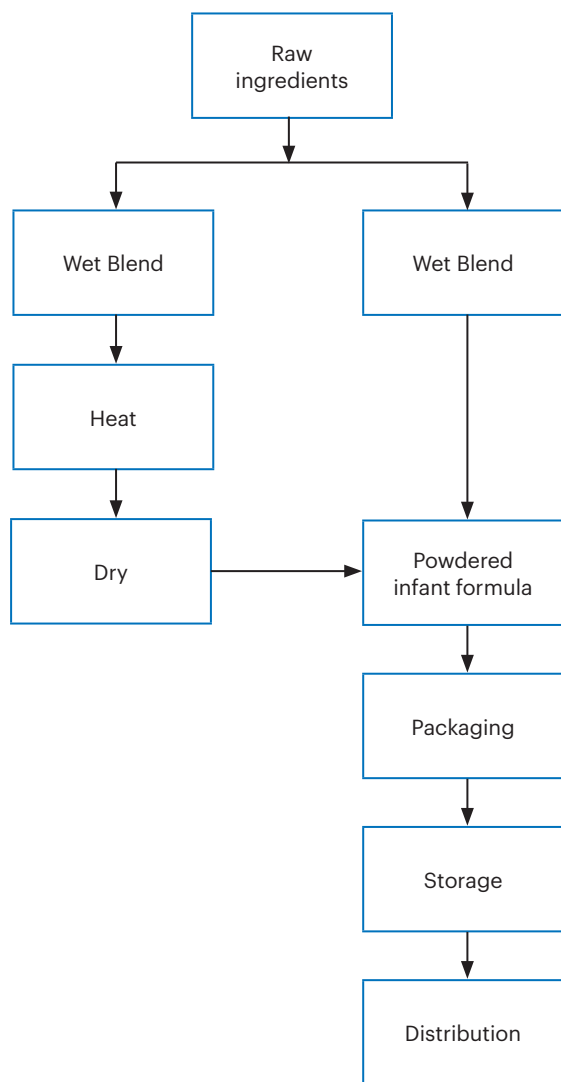 Raw
ingredients
Wet Blend
Wet Blend
Heat
Dry
Powdered
infant formula
Packaging
Storage
Distribution